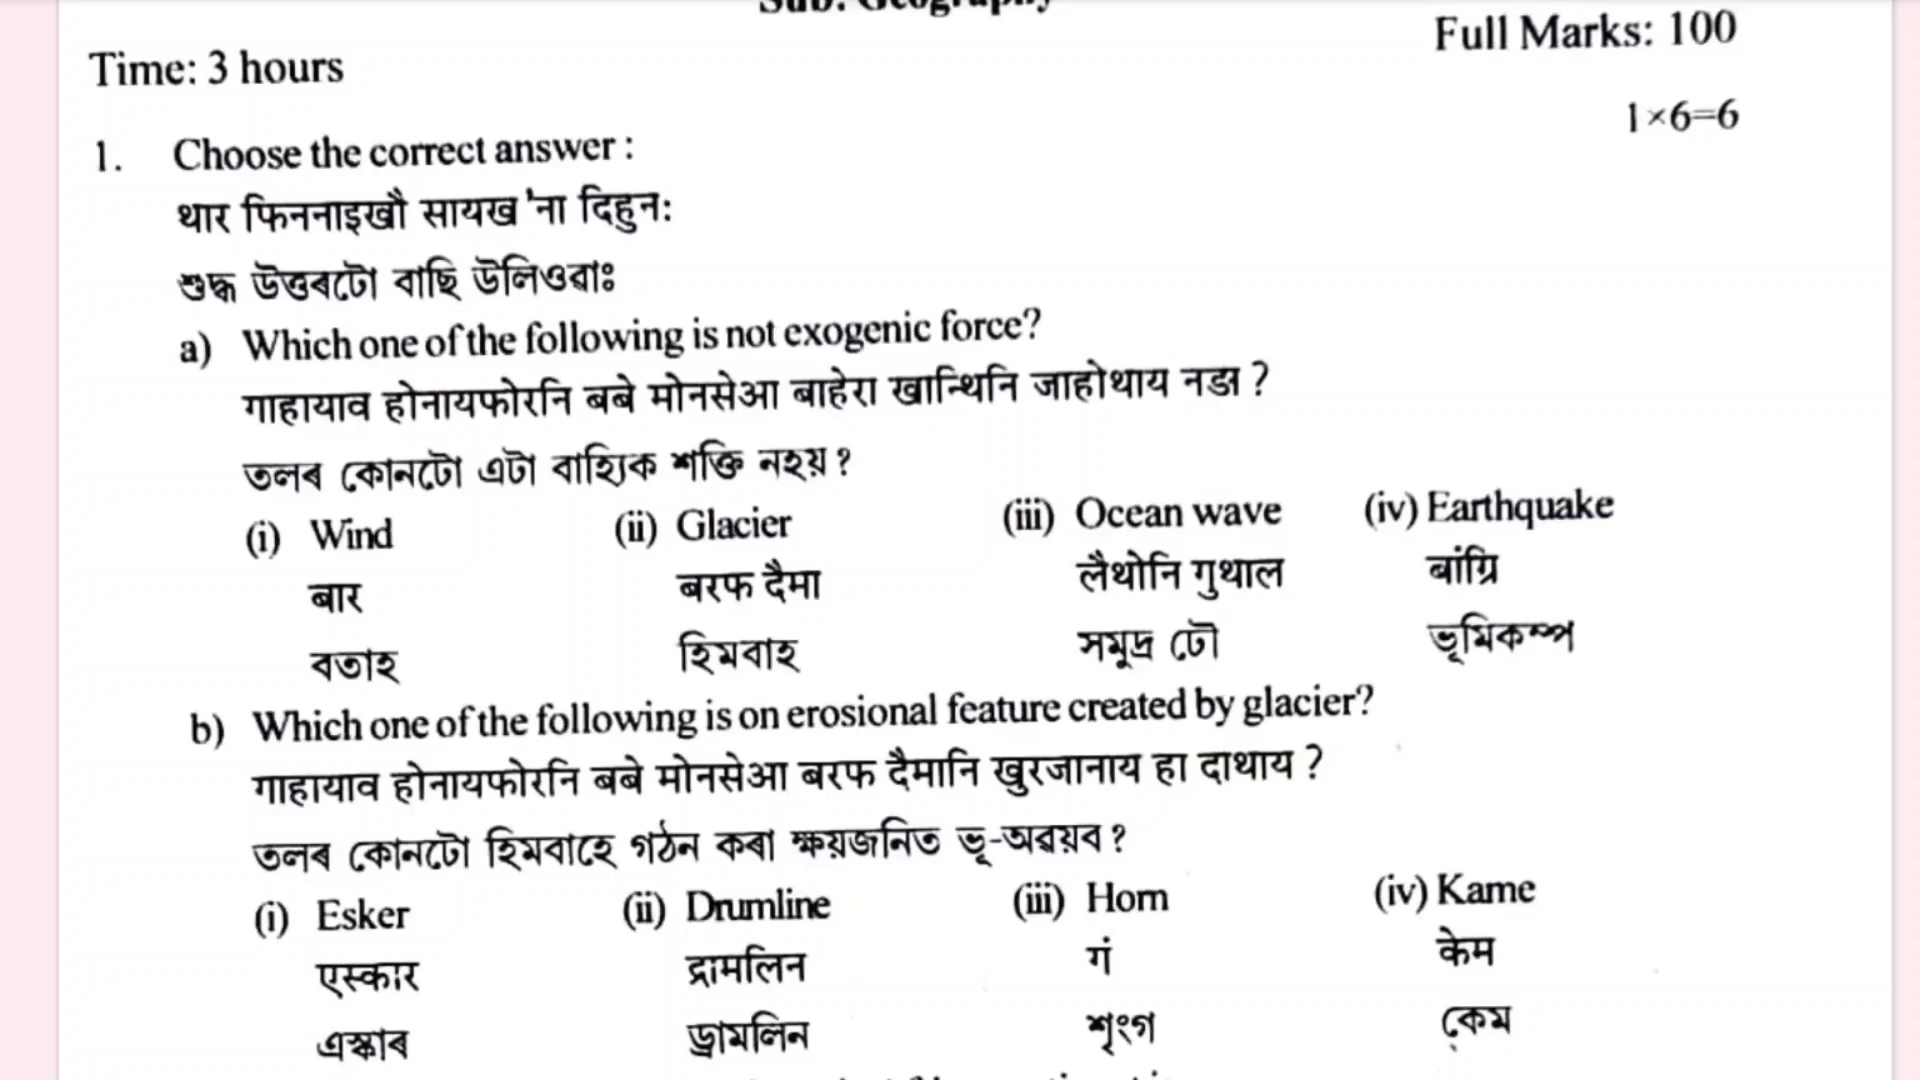 Sub: Geography
Full Marks: 100
Time: 3 hours
1×6=6
1. Choose the correct answer :
थार फिननाइखौ सायख 'ना दिहुन:
শুদ্ধ উত্তৰটো বাছি উলিওৱাঃ
a) Which one of the following is not exogenic force?
गाहायाव होनायफोरनि बबे मोनसेआ बाहेरा खान्थिनि जाहोथाय नङा ?
তলৰ কোনটো এটা বাহ্যিক শক্তি নহয় ?
(i) Wind (ii) Glacier (iii) Ocean wave (iv) Earthquake
बार बरफ दैमा लैथोनि गुथाल बांग्रि
বতাহ হিমবাহ সমুদ্ৰ ঢৌ ভূমিকম্প
b) Which one of the following is on erosional feature created by glacier?
गाहायाव होनायफोरनि बबे मोनसेआ बरफ दैमानि खुरजानाय हा दाथाय ?
তলৰ কোনটো হিমবাহে গঠন কৰা ক্ষয়জনিত ভূ-অৱয়ব ?
(i) Esker (ii) Drumline (iii) Horn (iv) Kame
एस्कार द्रामलिन गं केम
এস্কাৰ ড্ৰামলিন শৃংগ কেম